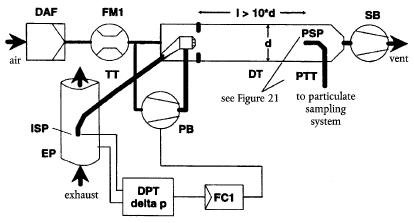 DAF
FM1
l > 10*d
SB
d
PSP
air
vent
TT
DT
PTT
see Figure 21
to particulate
sampling
system
PB
ISP
EP
exhaust
DPT
delta p
FC1